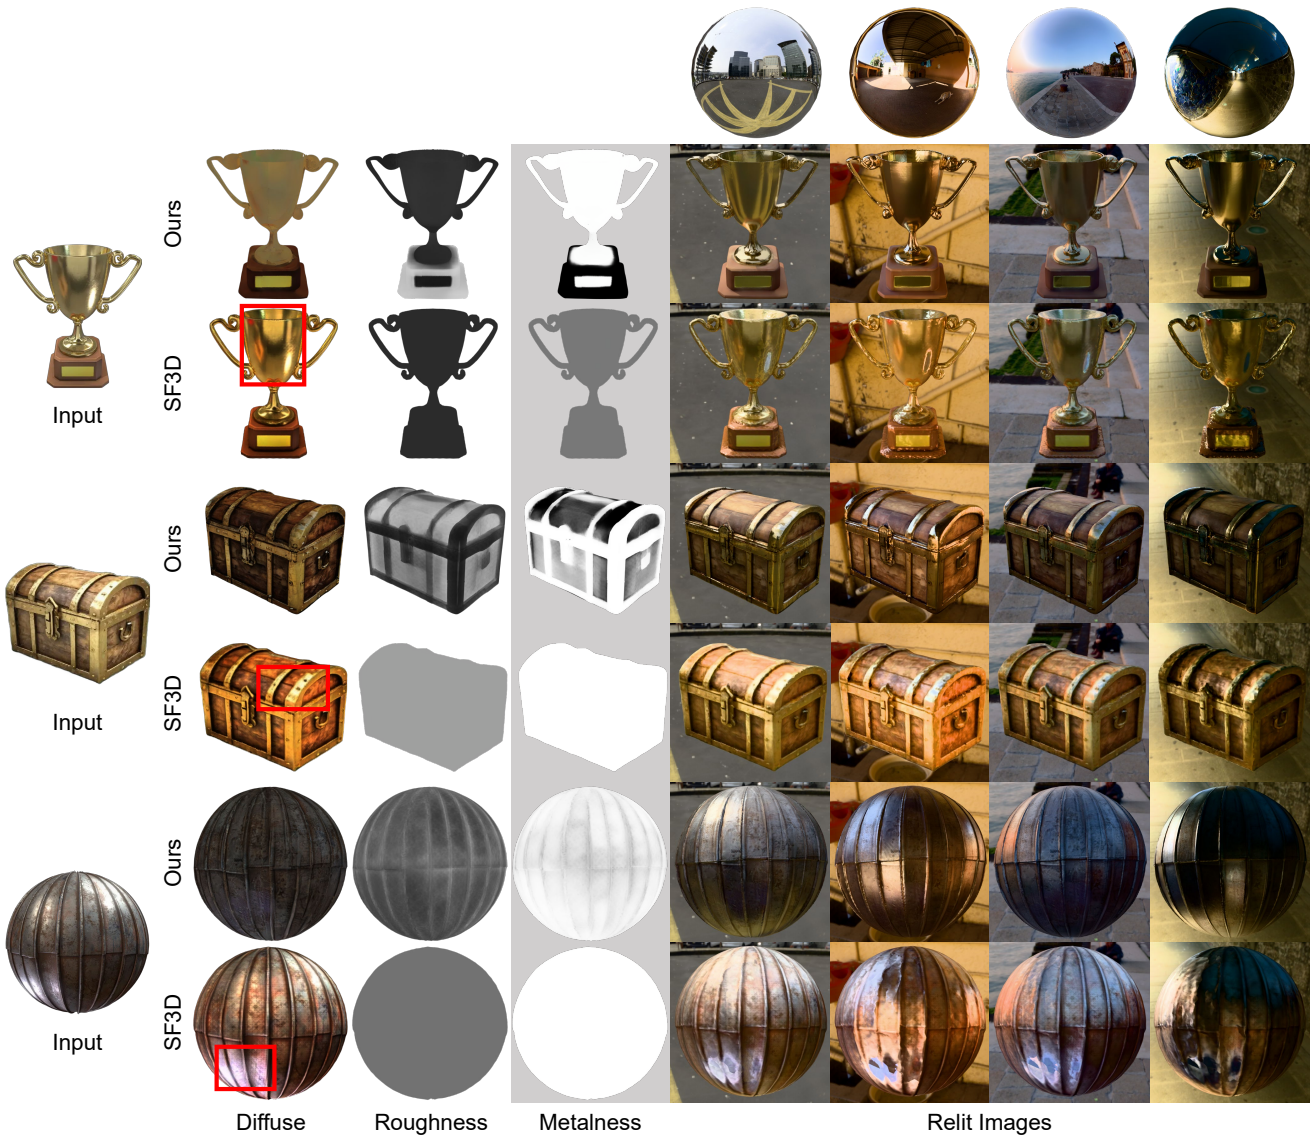 Ours
Input
SF3D
Ours
Input
SF3D
Ours
Input
SF3D
Diffuse
Roughness
Metalness
Relit Images